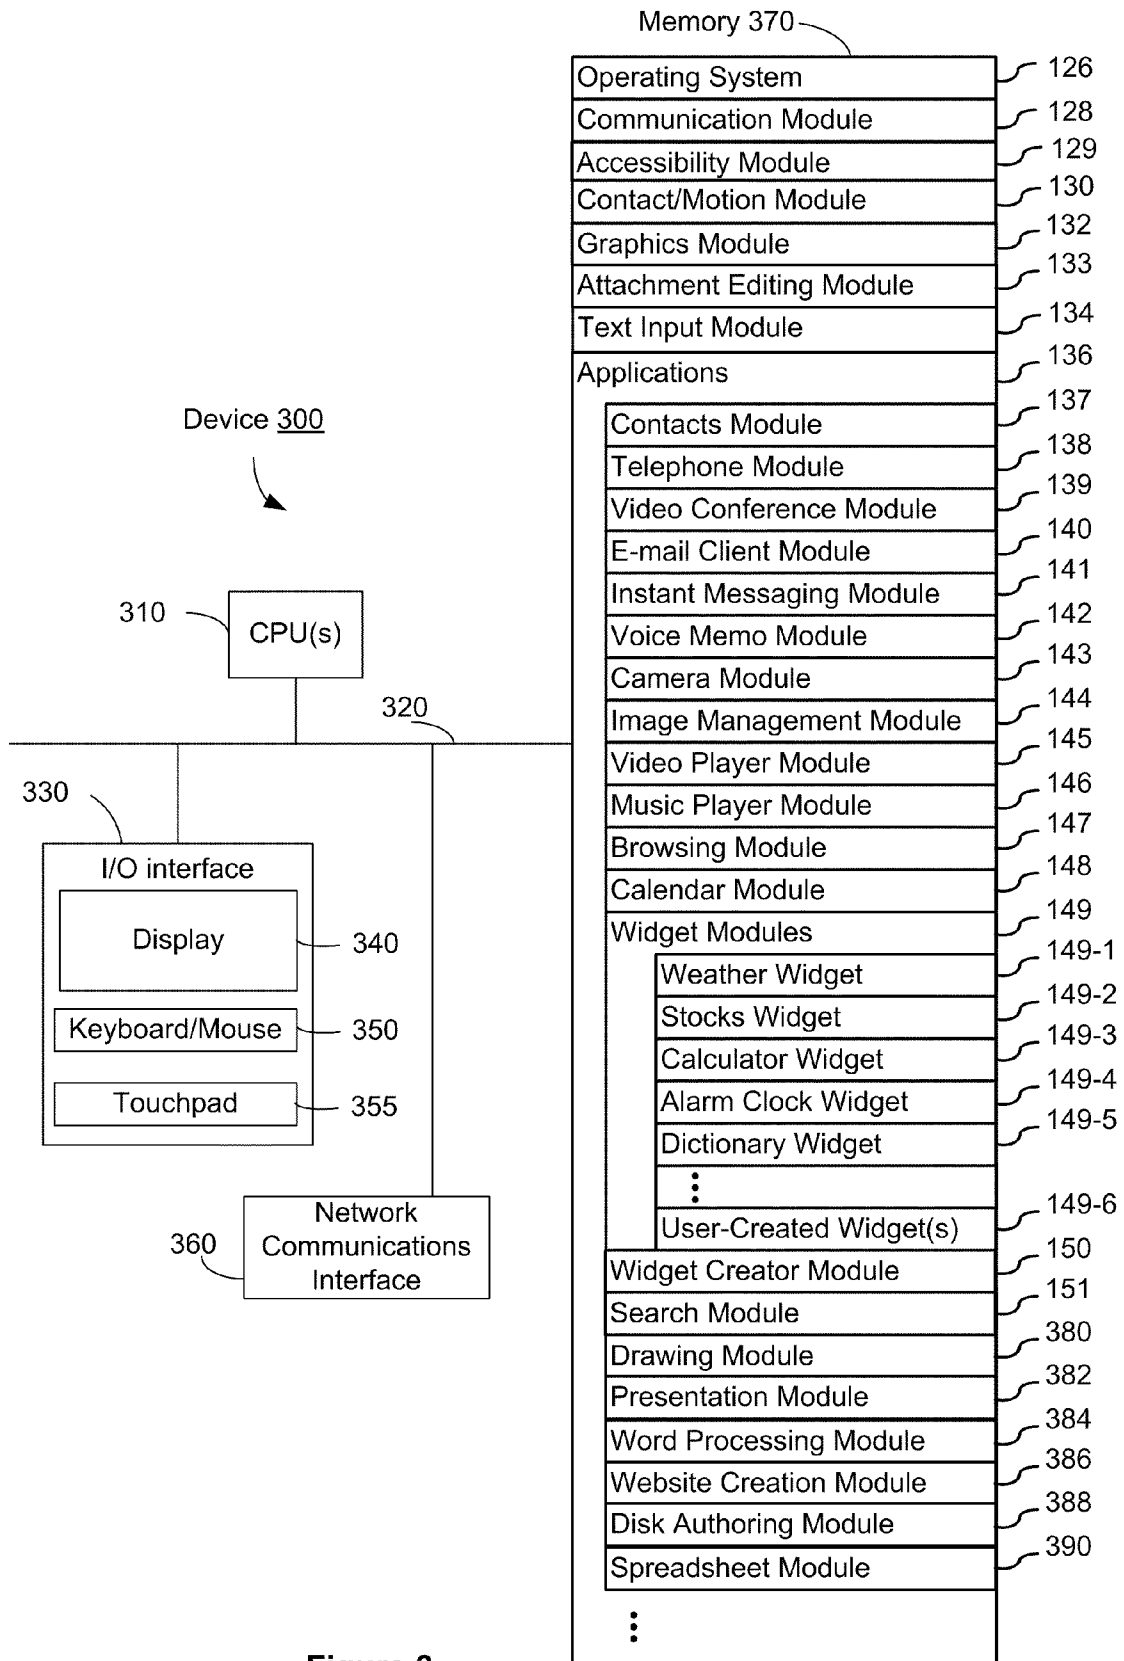 Memory 370
Operating System 126
Communication Module 128
Accessibility Module 129
Contact/Motion Module 130
Graphics Module 132
Attachment Editing Module 133
Text Input Module 134
Applications 136
Contacts Module 137
Telephone Module 138
Video Conference Module 139
E-mail Client Module 140
Instant Messaging Module 141
Voice Memo Module 142
Camera Module 143
Image Management Module 144
Video Player Module 145
Music Player Module 146
Browsing Module 147
Calendar Module 148
Widget Modules 149
Weather Widget 149-1
Stocks Widget 149-2
Calculator Widget 149-3
Alarm Clock Widget 149-4
Dictionary Widget 149-5
User-Created Widget(s) 149-6
Widget Creator Module 150
Search Module 151
Drawing Module 380
Presentation Module 382
Word Processing Module 384
Website Creation Module 386
Disk Authoring Module 388
Spreadsheet Module 390
Device 300
310 CPU(s)
320
330
I/O interface
Display 340
Keyboard/Mouse 350
Touchpad 355
360
Network
Communications
Interface
Figure